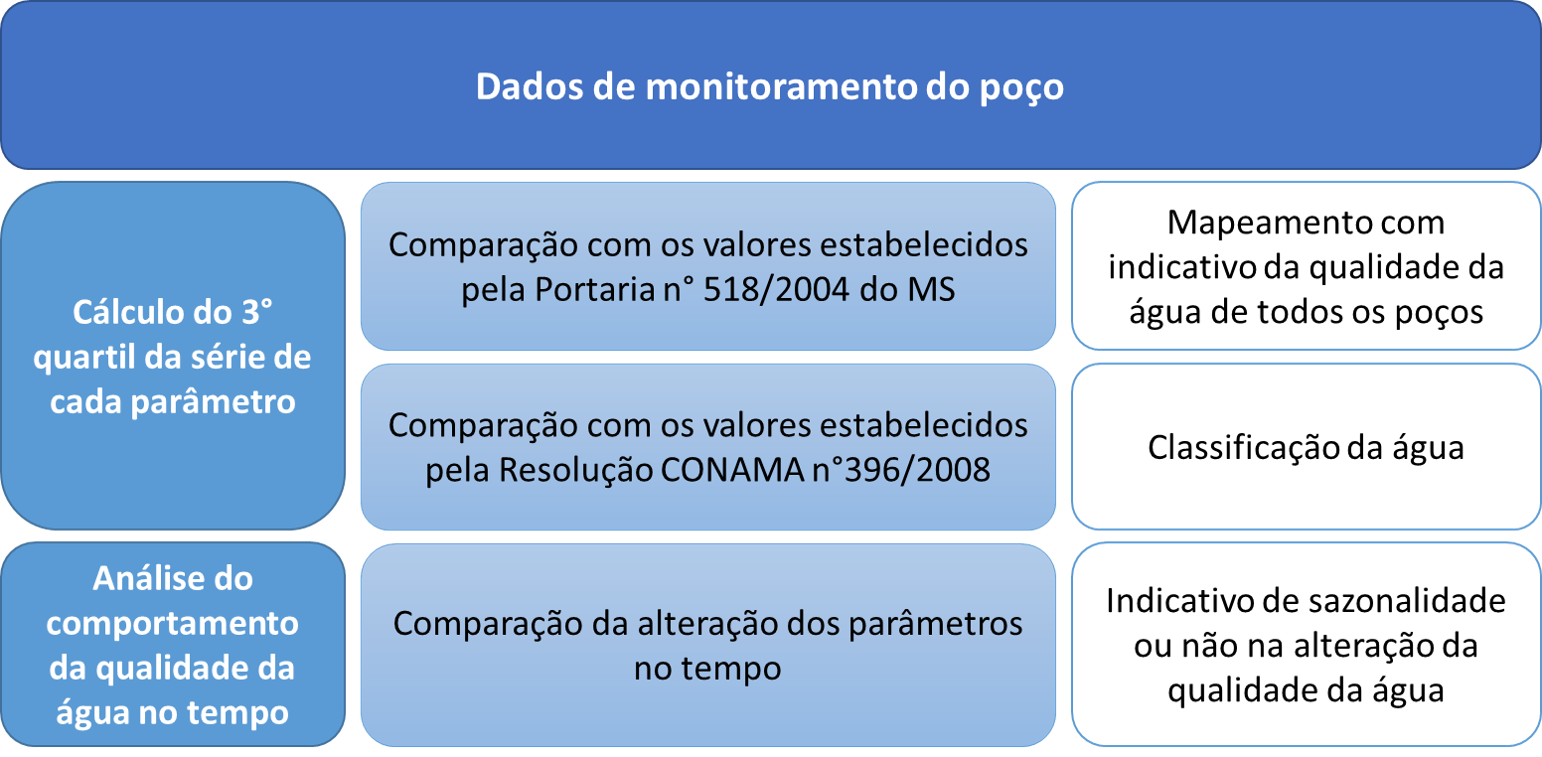 Dados de monitoramento do poço
Cálculo do 3°
quartil da série de
cada parâmetro
Comparação com os valores estabelecidos
pela Portaria n° 518/2004 do MS
Mapeamento com
indicativo da qualidade da
água de todos os poços
Comparação com os valores estabelecidos
pela Resolução CONAMA n°396/2008
Classificação da água
Análise do
comportamento
da qualidade da
água no tempo
Comparação da alteração dos parâmetros
no tempo
Indicativo de sazonalidade
ou não na alteração da
qualidade da água